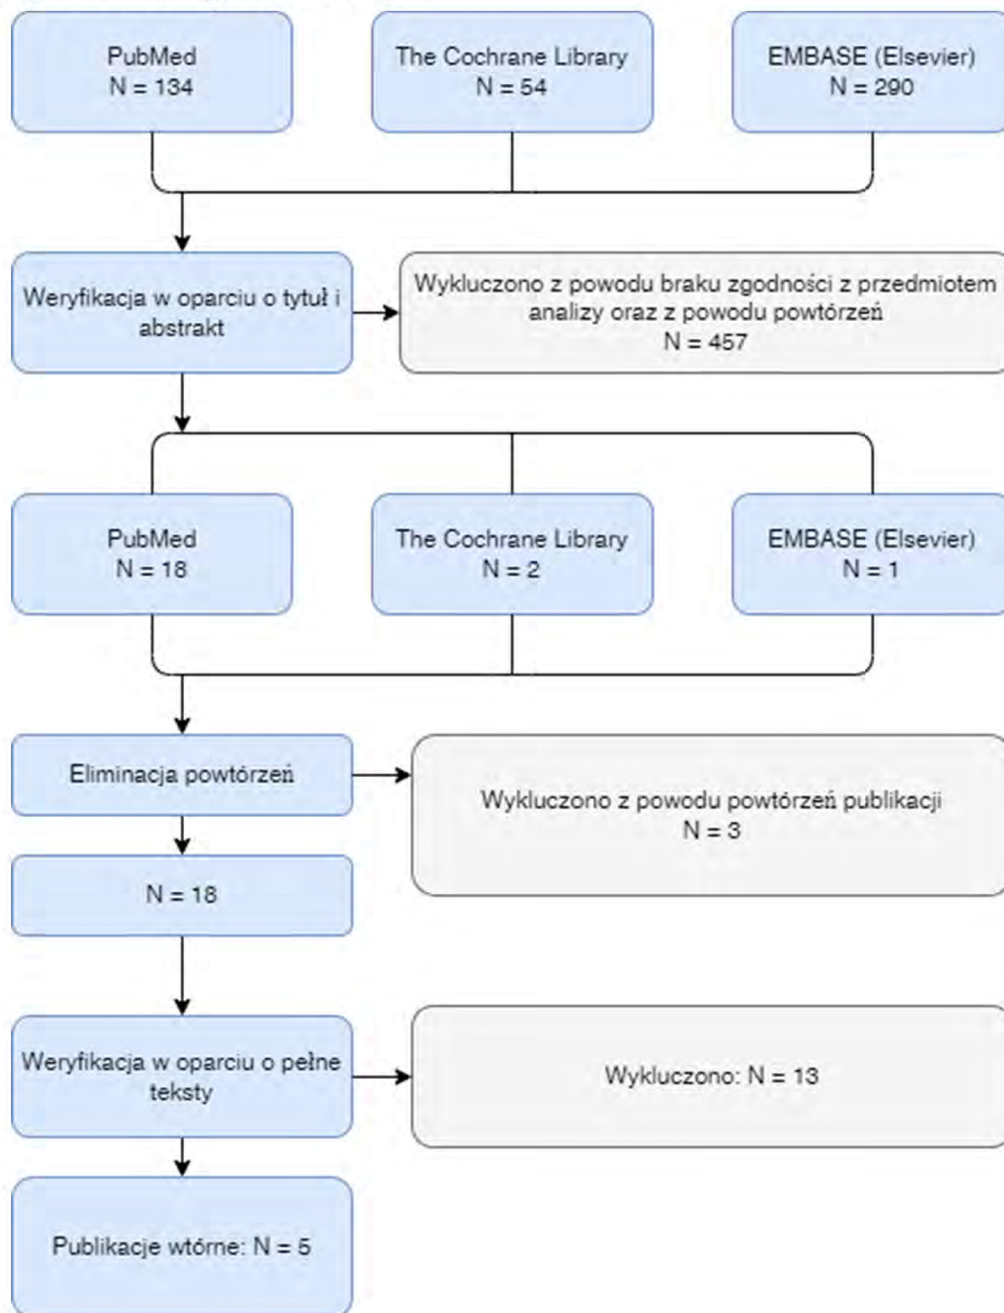 PubMed
N = 134
The Cochrane Library
N = 54
EMBASE (Elsevier)
N = 290
Weryfikacja w oparciu o tytuł i
abstrakt
Wykluczono z powodu braku zgodności z przedmiotem
analizy oraz z powodu powtórzeń
N = 457
PubMed
N = 18
The Cochrane Library
N = 2
EMBASE (Elsevier)
N = 1
Eliminacja powtórzeń
Wykluczono z powodu powtórzeń publikacji
N = 3
N = 18
Weryfikacja w oparciu o pełne
teksty
Wykluczono: N = 13
Publikacje wtórne: N = 5